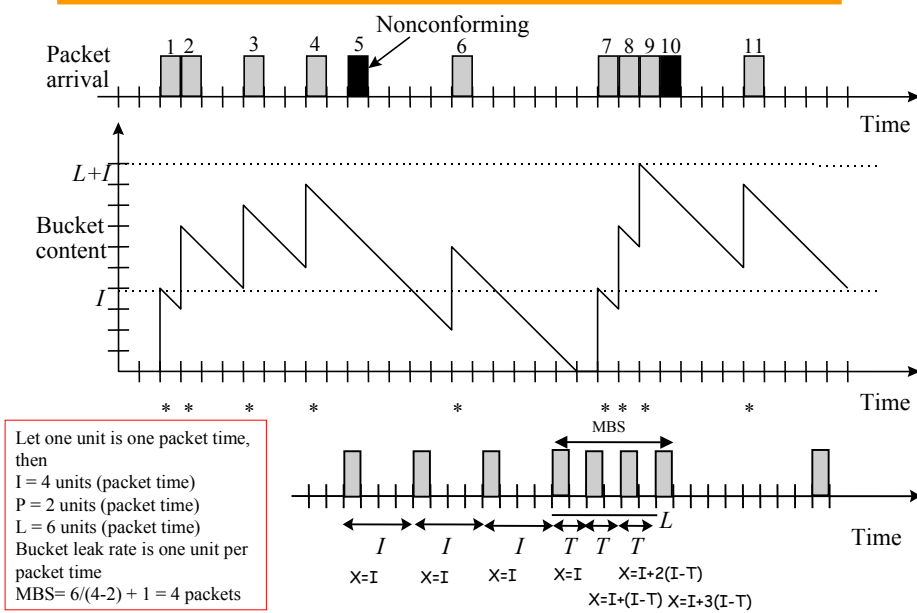 Nonconforming
Packet
arrival
1 2 3 4 5 6 7 8 9 10 11
Time
L+I
Bucket
content
I
Time
* * * * * * * * *
MBS
Let one unit is one packet time,
then
I = 4 units (packet time)
P = 2 units (packet time)
L = 6 units (packet time)
Bucket leak rate is one unit per
packet time
MBS= 6/(4-2) + 1 = 4 packets
L
Time
I I I T T T
X=I X=I X=I X=I X=I+2(I-T)
X=I+(I-T) X=I+3(I-T)